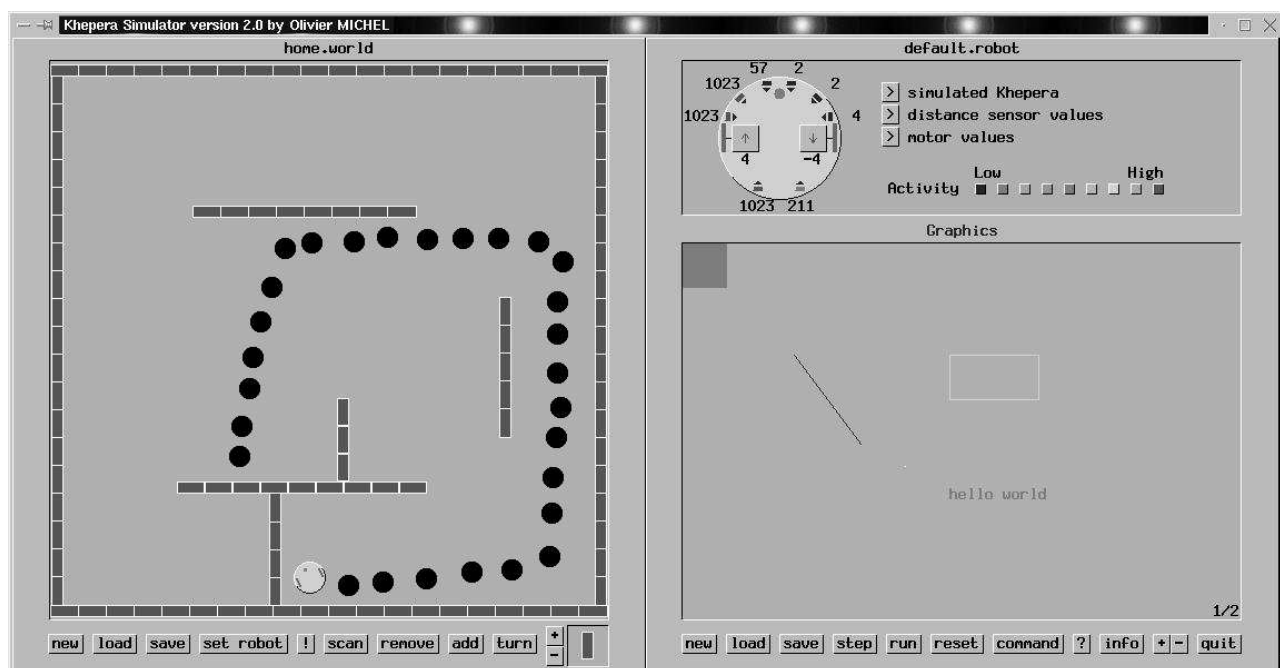 Khepera Simulator version 2.0 by Olivier MICHEL
home.world
new load save set robot ! scan remove add turn + -
default.robot
57 2
1023 2
1023 4
4 -4
1023 211
> simulated Khepera
> distance sensor values
> motor values
Low High
Activity
Graphics
hello world
1/2
new load save step run reset command ? info + - quit